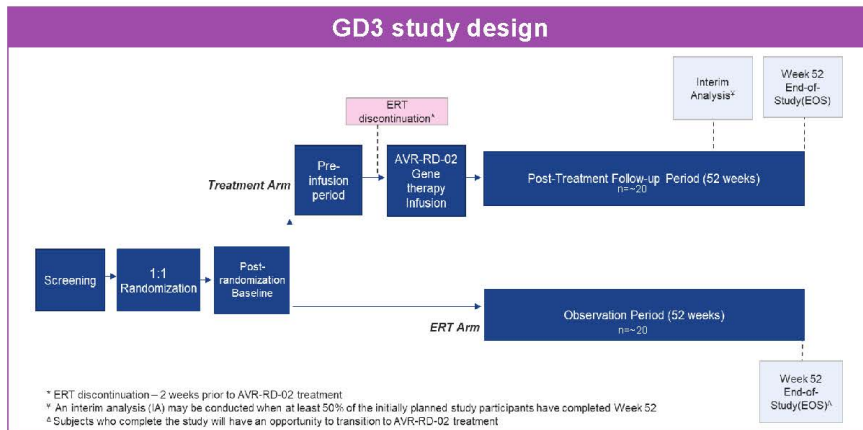 GD3 study design
Interim
Analysis¥
Week 52
End-of-
Study(EOS)
ERT
discontinuation*
Treatment Arm
Pre-
infusion
period
AVR-RD-02
Gene
therapy
Infusion
Post-Treatment Follow-up Period (52 weeks)
n=~20
Screening
1:1
Randomization
Post-
randomization
Baseline
ERT Arm
Observation Period (52 weeks)
n=~20
Week 52
End-of-
Study(EOS)Δ
* ERT discontinuation – 2 weeks prior to AVR-RD-02 treatment
¥ An interim analysis (IA) may be conducted when at least 50% of the initially planned study participants have completed Week 52
Δ Subjects who complete the study will have an opportunity to transition to AVR-RD-02 treatment